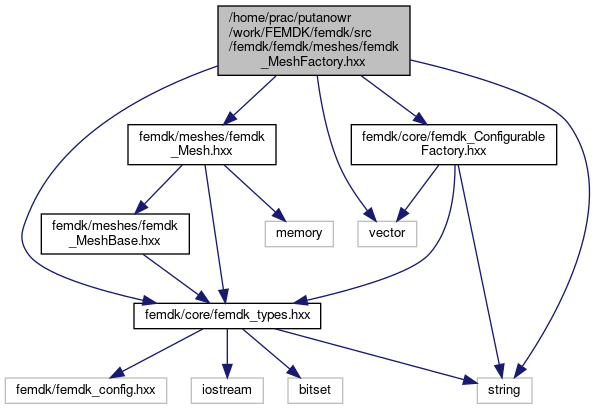 /home/prac/putanowr
/work/FEMDK/femdk/src
/femdk/femdk/meshes/femdk
_MeshFactory.hxx
femdk/meshes/femdk
_Mesh.hxx
femdk/core/femdk_Configurable
Factory.hxx
femdk/meshes/femdk
_MeshBase.hxx
memory
vector
femdk/core/femdk_types.hxx
femdk/femdk_config.hxx
iostream
bitset
string